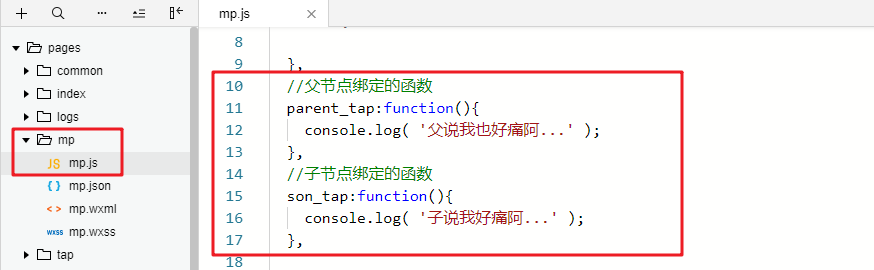 mp.js
pages
common
index
logs
mp
JS mp.js
{ } mp.json
< > mp.wxml
wxss mp.wxss
tap
8
9 },
10 //父节点绑定的函数
11 parent_tap:function(){
12 console.log( '父说我也好痛阿...' );
13 },
14 //子节点绑定的函数
15 son_tap:function(){
16 console.log( '子说我好痛阿...' );
17 },
18